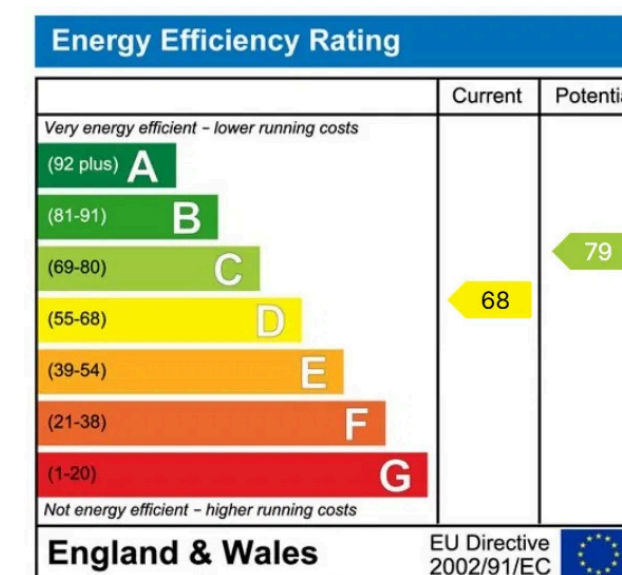 Energy Efficiency Rating
Current Potentia
Very energy efficient – lower running costs
(92 plus) A
(81-91) B
(69-80) C
79
(55-68) D
68
(39-54) E
(21-38) F
(1-20) G
Not energy efficient – higher running costs
England & Wales
EU Directive
2002/91/EC